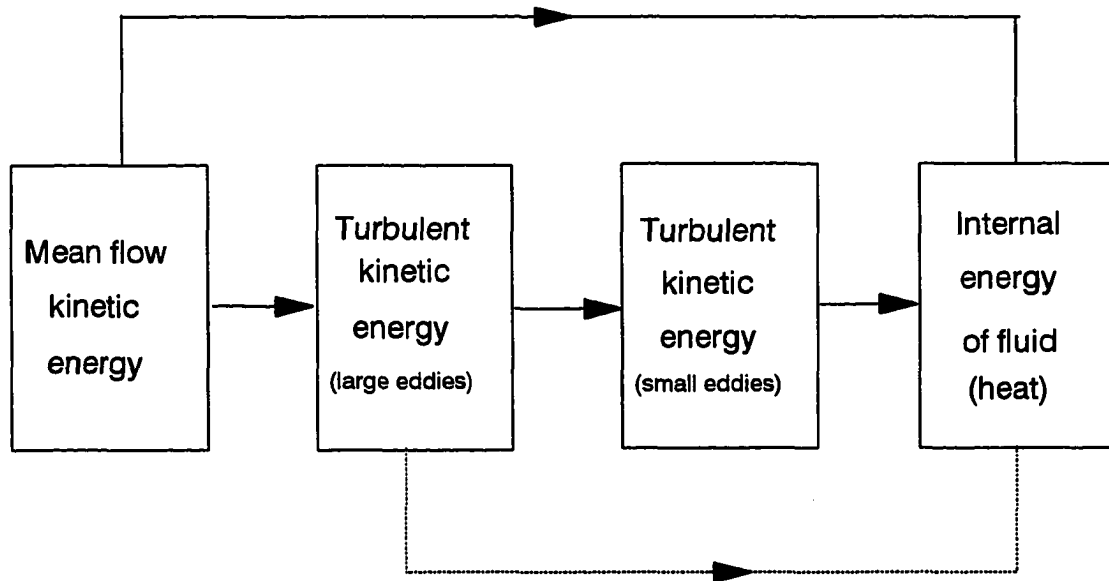 Mean flow
kinetic
energy
Turbulent
kinetic
energy
(large eddies)
Turbulent
kinetic
energy
(small eddies)
Internal
energy
of fluid
(heat)